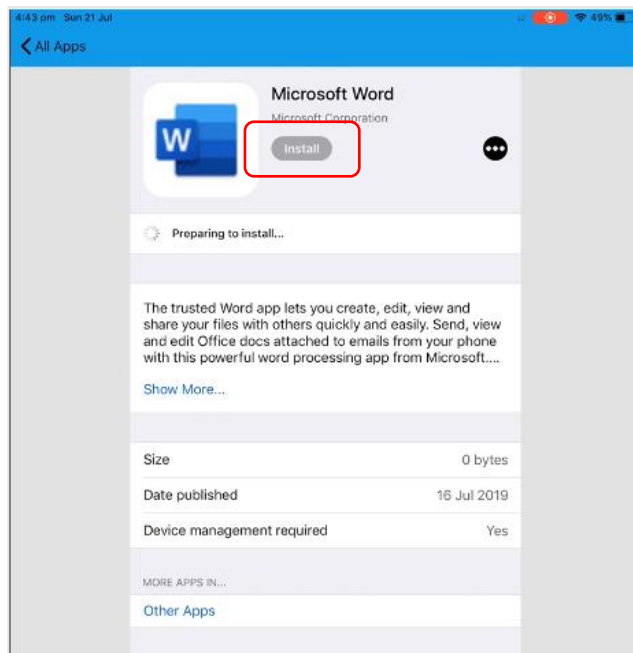 4:43 pm Sun 21 Jul
49%
All Apps
Microsoft Word
Microsoft Corporation
W
Install
Preparing to install...
The trusted Word app lets you create, edit, view and
share your files with others quickly and easily. Send, view
and edit Office docs attached to emails from your phone
with this powerful word processing app from Microsoft....
Show More...
Size 0 bytes
Date published 16 Jul 2019
Device management required Yes
MORE APPS IN...
Other Apps